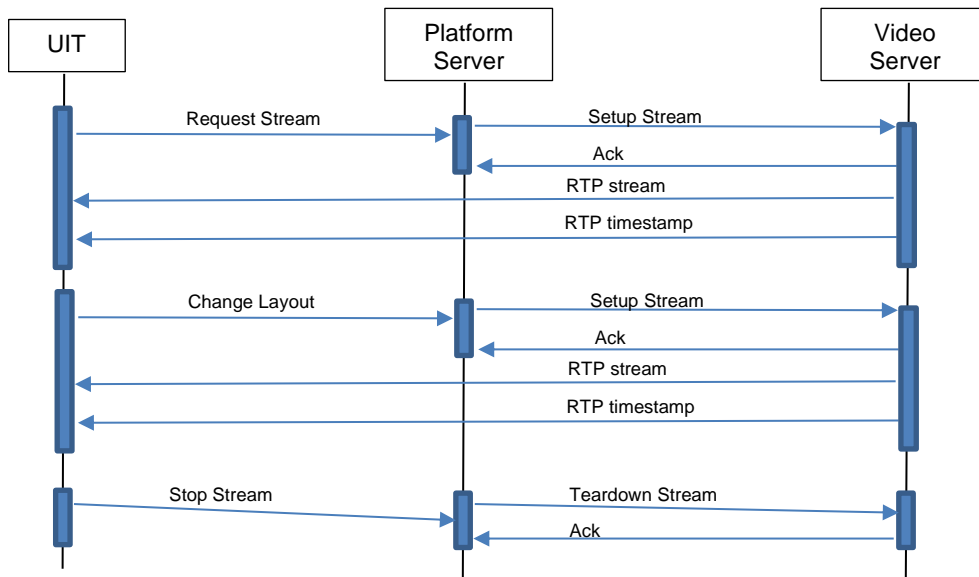 UIT
Platform
Server
Video
Server
Request Stream
Setup Stream
Ack
RTP stream
RTP timestamp
Change Layout
Setup Stream
Ack
RTP stream
RTP timestamp
Stop Stream
Teardown Stream
Ack